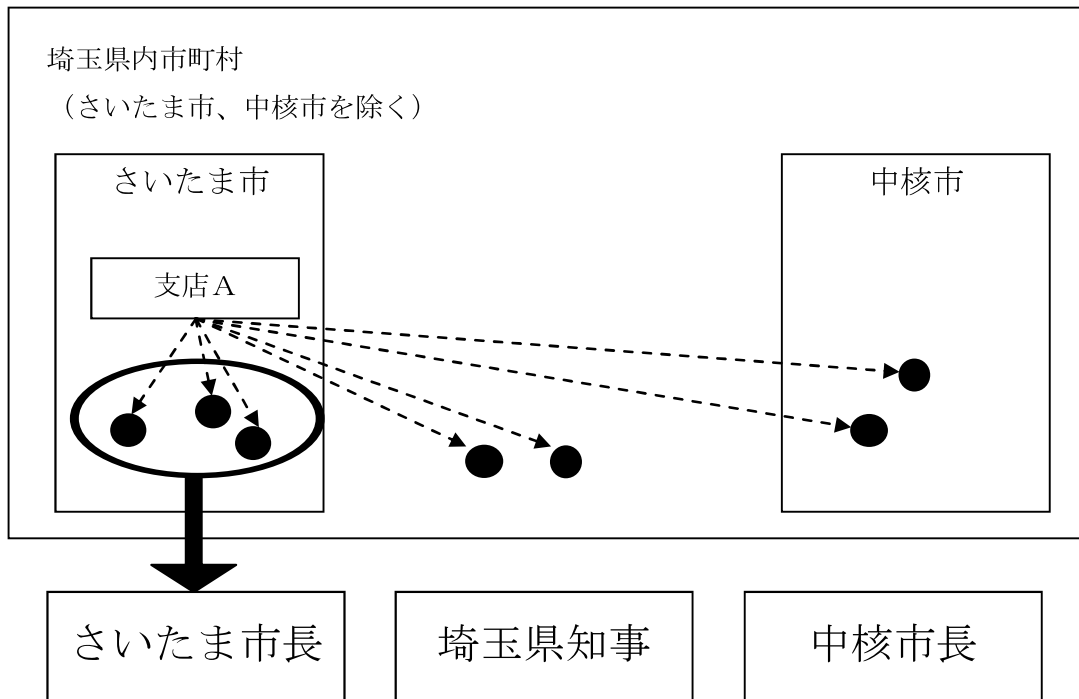 埼玉県内市町村
(さいたま市、中核市を除く)
さいたま市
中核市
支店A
さいたま市長
埼玉県知事
中核市長